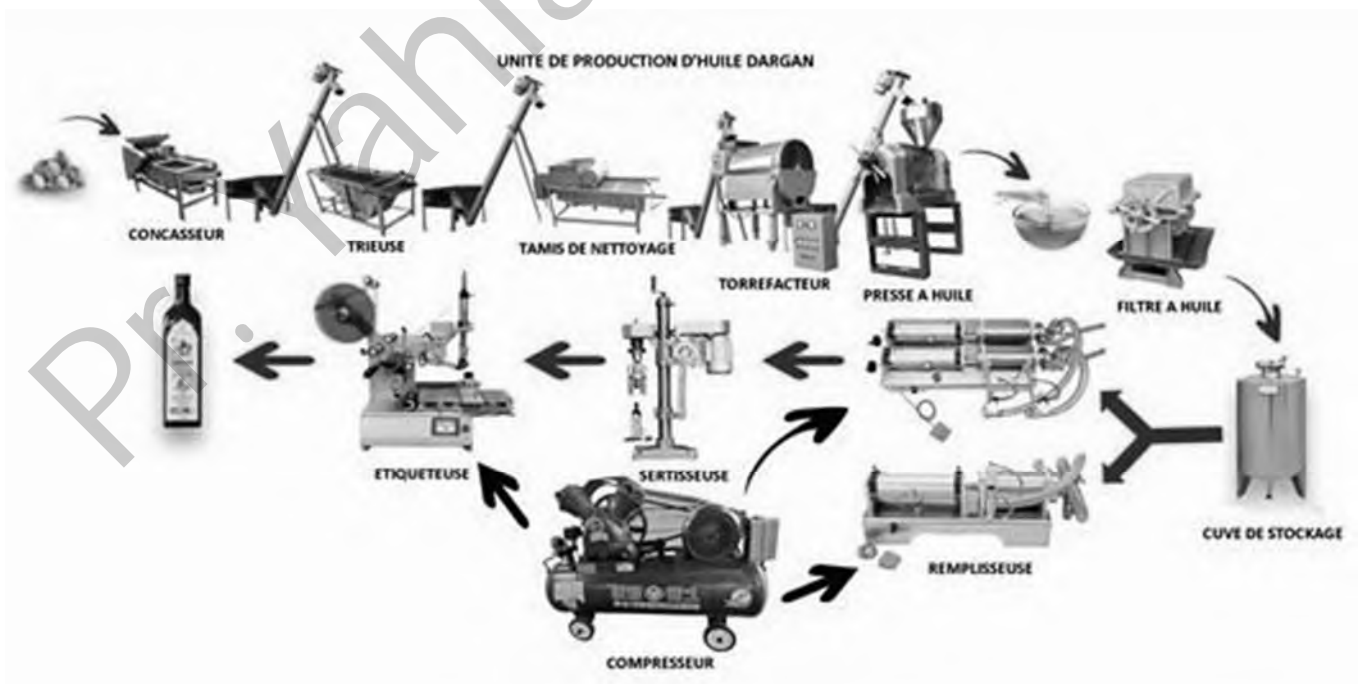 UNITE DE PRODUCTION D'HUILE DARGAN
CONCASSEUR
TRIEUSE
TAMIS DE NETTOYAGE
TORREFACTEUR
PRESSE A HUILE
FILTRE A HUILE
ETIQUETEUSE
SERTISSEUSE
REMPLISSEUSE
CUVE DE STOCKAGE
COMPRESSEUR